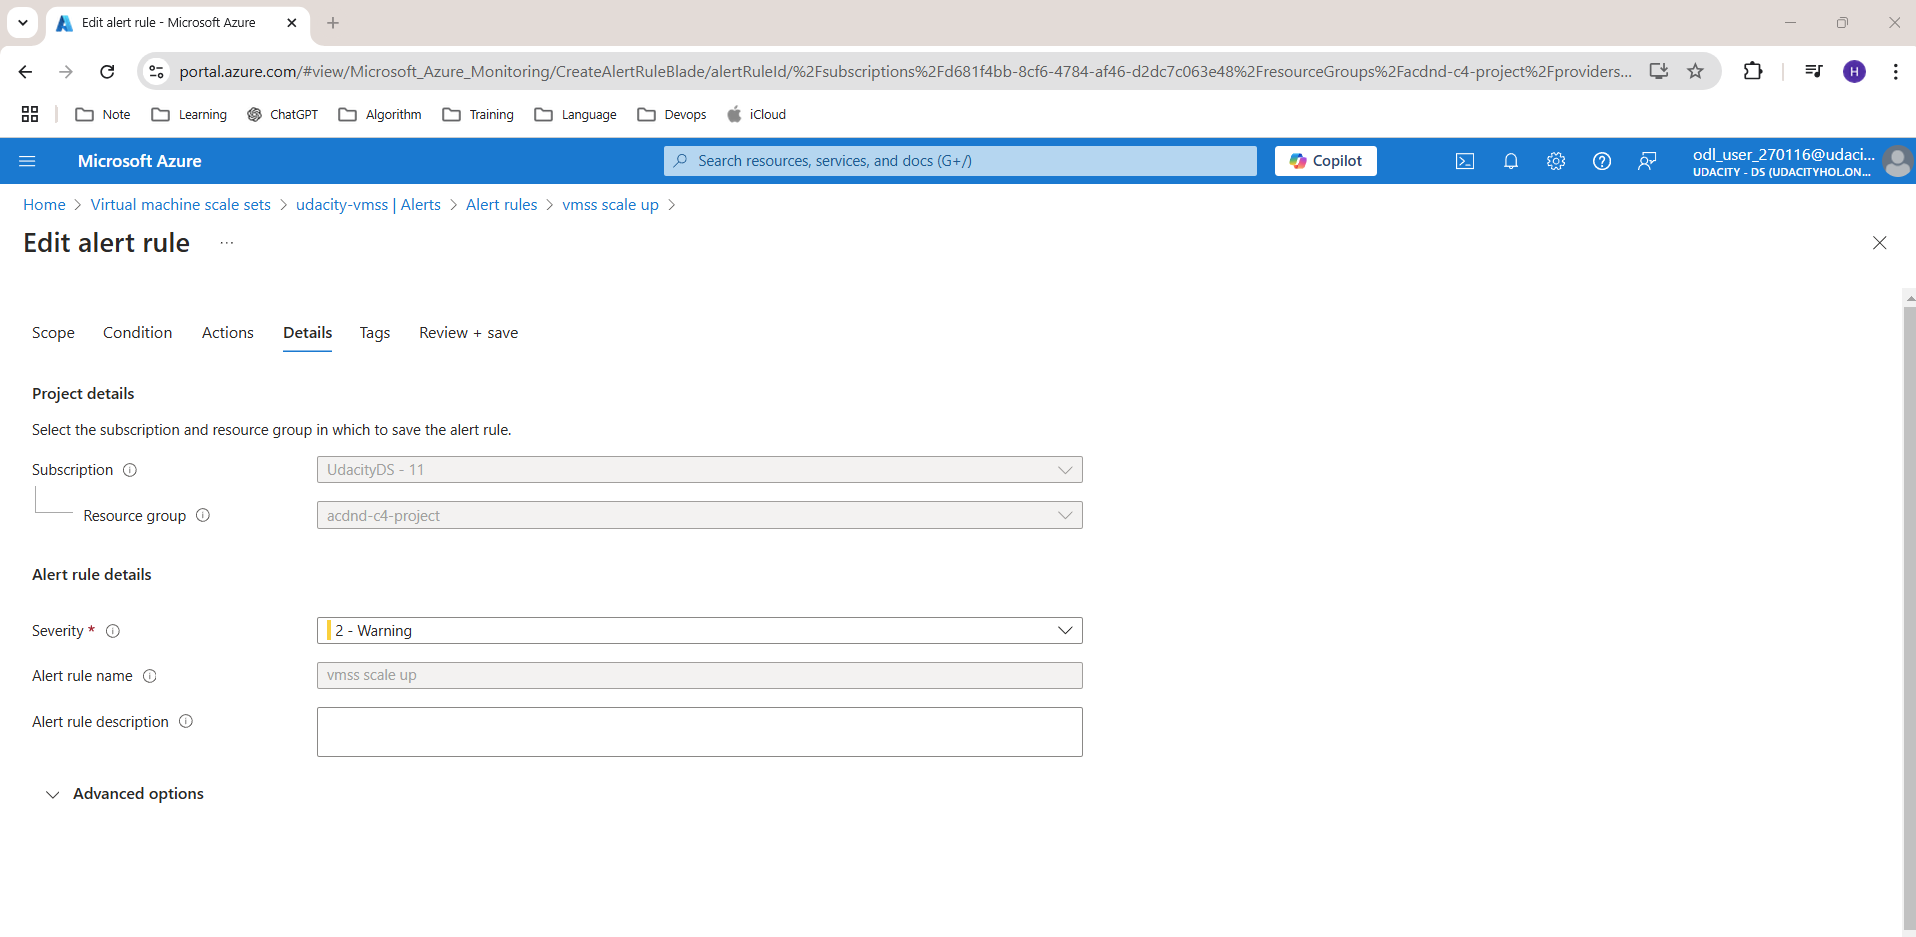 Edit alert rule - Microsoft Azure
portal.azure.com/#view/Microsoft_Azure_Monitoring/CreateAlertRuleBlade/alertRuleId/%2Fsubscriptions%2Fd681f4bb-8cf6-4784-af46-d2dc7c063e48%2FresourceGroups%2Facdnd-c4-project%2Fproviders...
H
Note Learning ChatGPT Algorithm Training Language Devops iCloud
Microsoft Azure
Search resources, services, and docs (G+/)
Copilot
odl_user_270116@udaci...
UDACITY - DS (UDACITYHOL.ON...
Home > Virtual machine scale sets > udacity-vmss | Alerts > Alert rules > vmss scale up >
Edit alert rule ...
Scope Condition Actions Details Tags Review + save
Project details
Select the subscription and resource group in which to save the alert rule.
Subscription UdacityDS - 11
Resource group acdnd-c4-project
Alert rule details
Severity * 2 - Warning
Alert rule name vmss scale up
Alert rule description
Advanced options